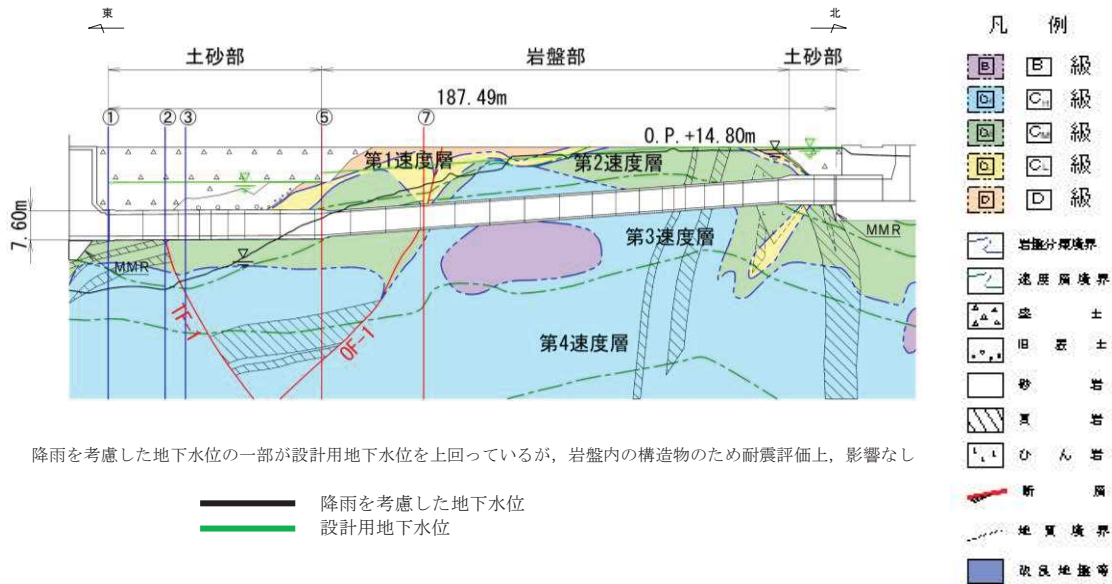 東
北
土砂部
岩盤部
土砂部
187.49m
①
②
③
⑤
⑦
O.P.+14.80m
第1速度層
第2速度層
7.60m
第3速度層
MMR
MMR
TF-1
OF-1
第4速度層
降雨を考慮した地下水位の一部が設計用地下水位を上回っているが，岩盤内の構造物のため耐震評価上，影響なし
降雨を考慮した地下水位
設計用地下水位
凡 例
B B 級
CH 級
CM 級
CL 級
D D 級
岩盤分類境界
速度層境界
盛 土
旧 表 土
砂 岩
頁 岩
ひ ん 岩
断 層
地 質 境 界
改 良 地 盤 等